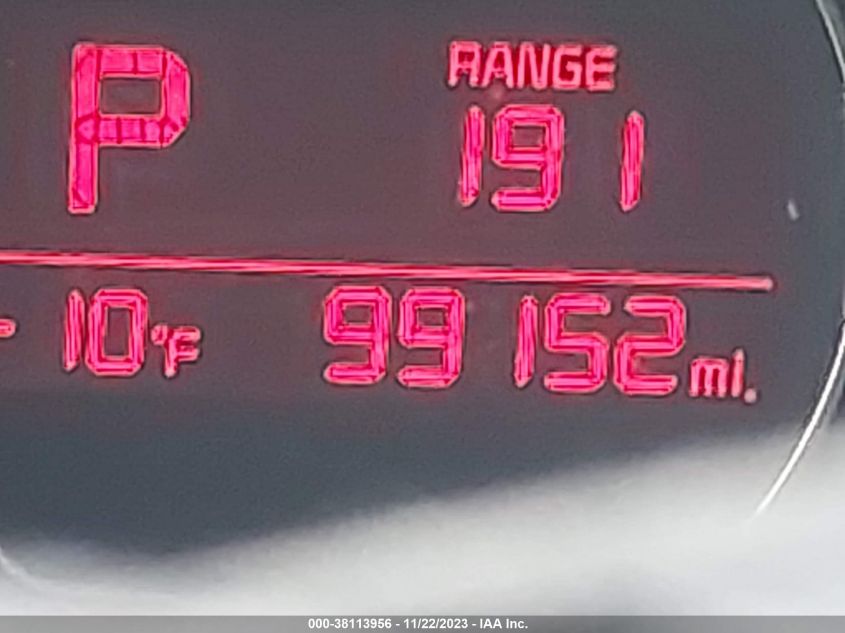 P RANGE
191
-10°F 99152 mi.
000-38113956 - 11/22/2023 - IAA Inc.